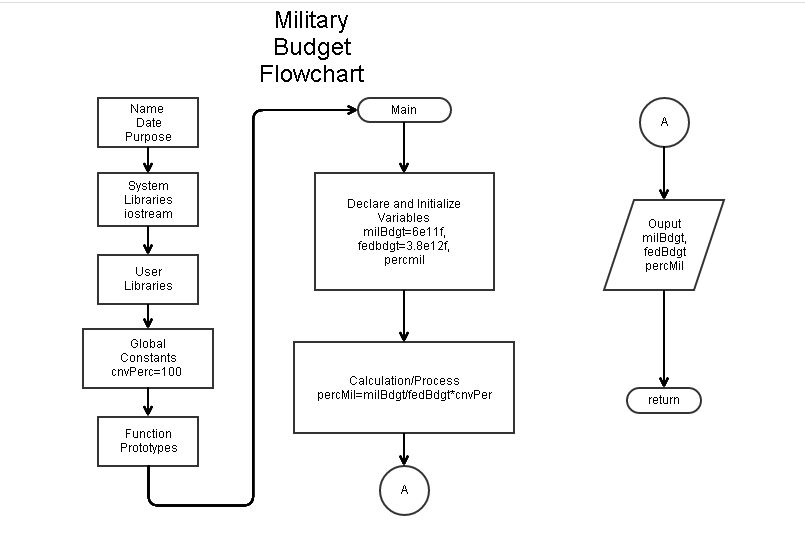 Military
Budget
Flowchart
Name
Date
Purpose
System
Libraries
iostream
User
Libraries
Global
Constants
cnvPerc=100
Function
Prototypes
Main
Declare and Initialize
Variables
milBdgt=6e11f,
fedbdgt=3.8e12f,
percmil
Calculation/Process
percMil=milBdgt/fedBdgt*cnvPer
A
A
Ouput
milBdgt,
fedBdgt
percMil
return